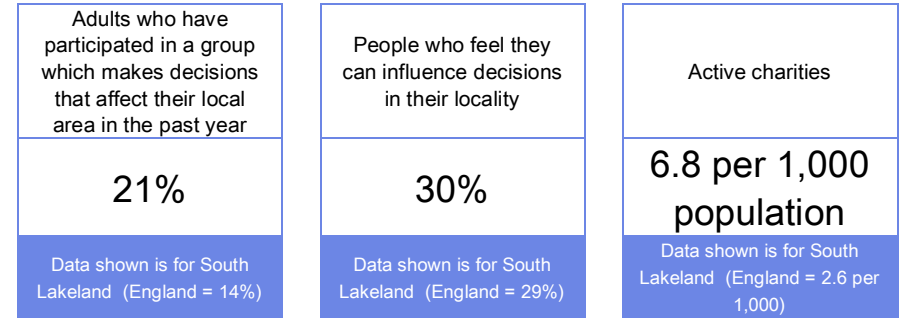 Adults who have
participated in a group
which makes decisions
that affect their local
area in the past year
21%
Data shown is for South
Lakeland  (England = 14%)
People who feel they
can influence decisions
in their locality
30%
Data shown is for South
Lakeland  (England = 29%)
Active charities
6.8 per 1,000
population
Data shown is for South
Lakeland  (England = 2.6 per
1,000)